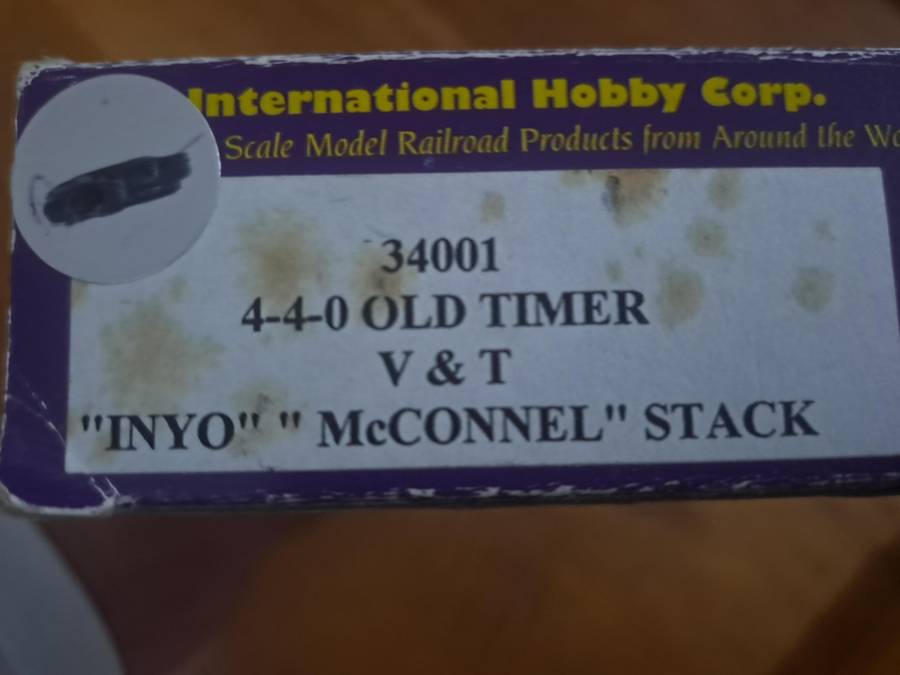 International Hobby Corp.
Scale Model Railroad Products from Around the
34001
4-4-0 OLD TIMER
V & T
"INYO" " McCONNEL" STACK